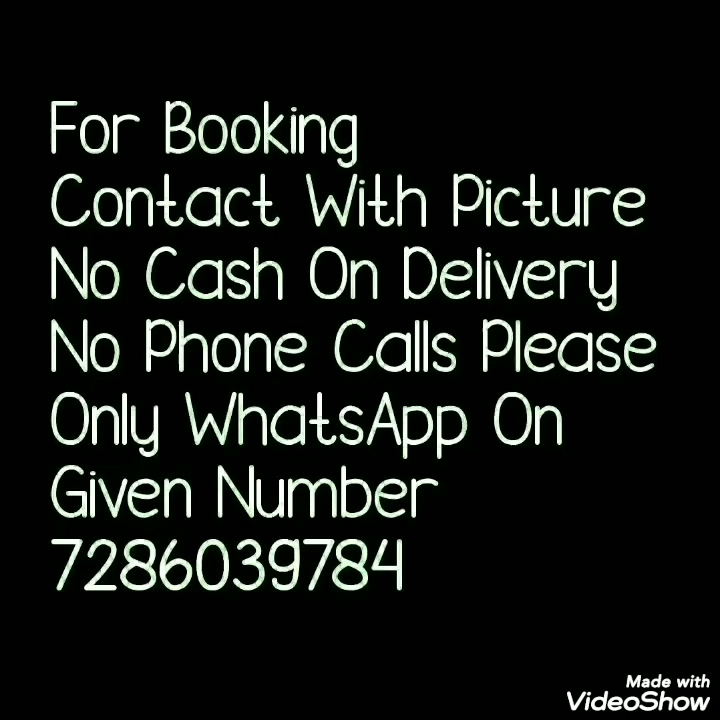 For Booking
Contact With Picture
No Cash On Delivery
No Phone Calls Please
Only WhatsApp On
Given Number
7286039784
Made with
VideoShow